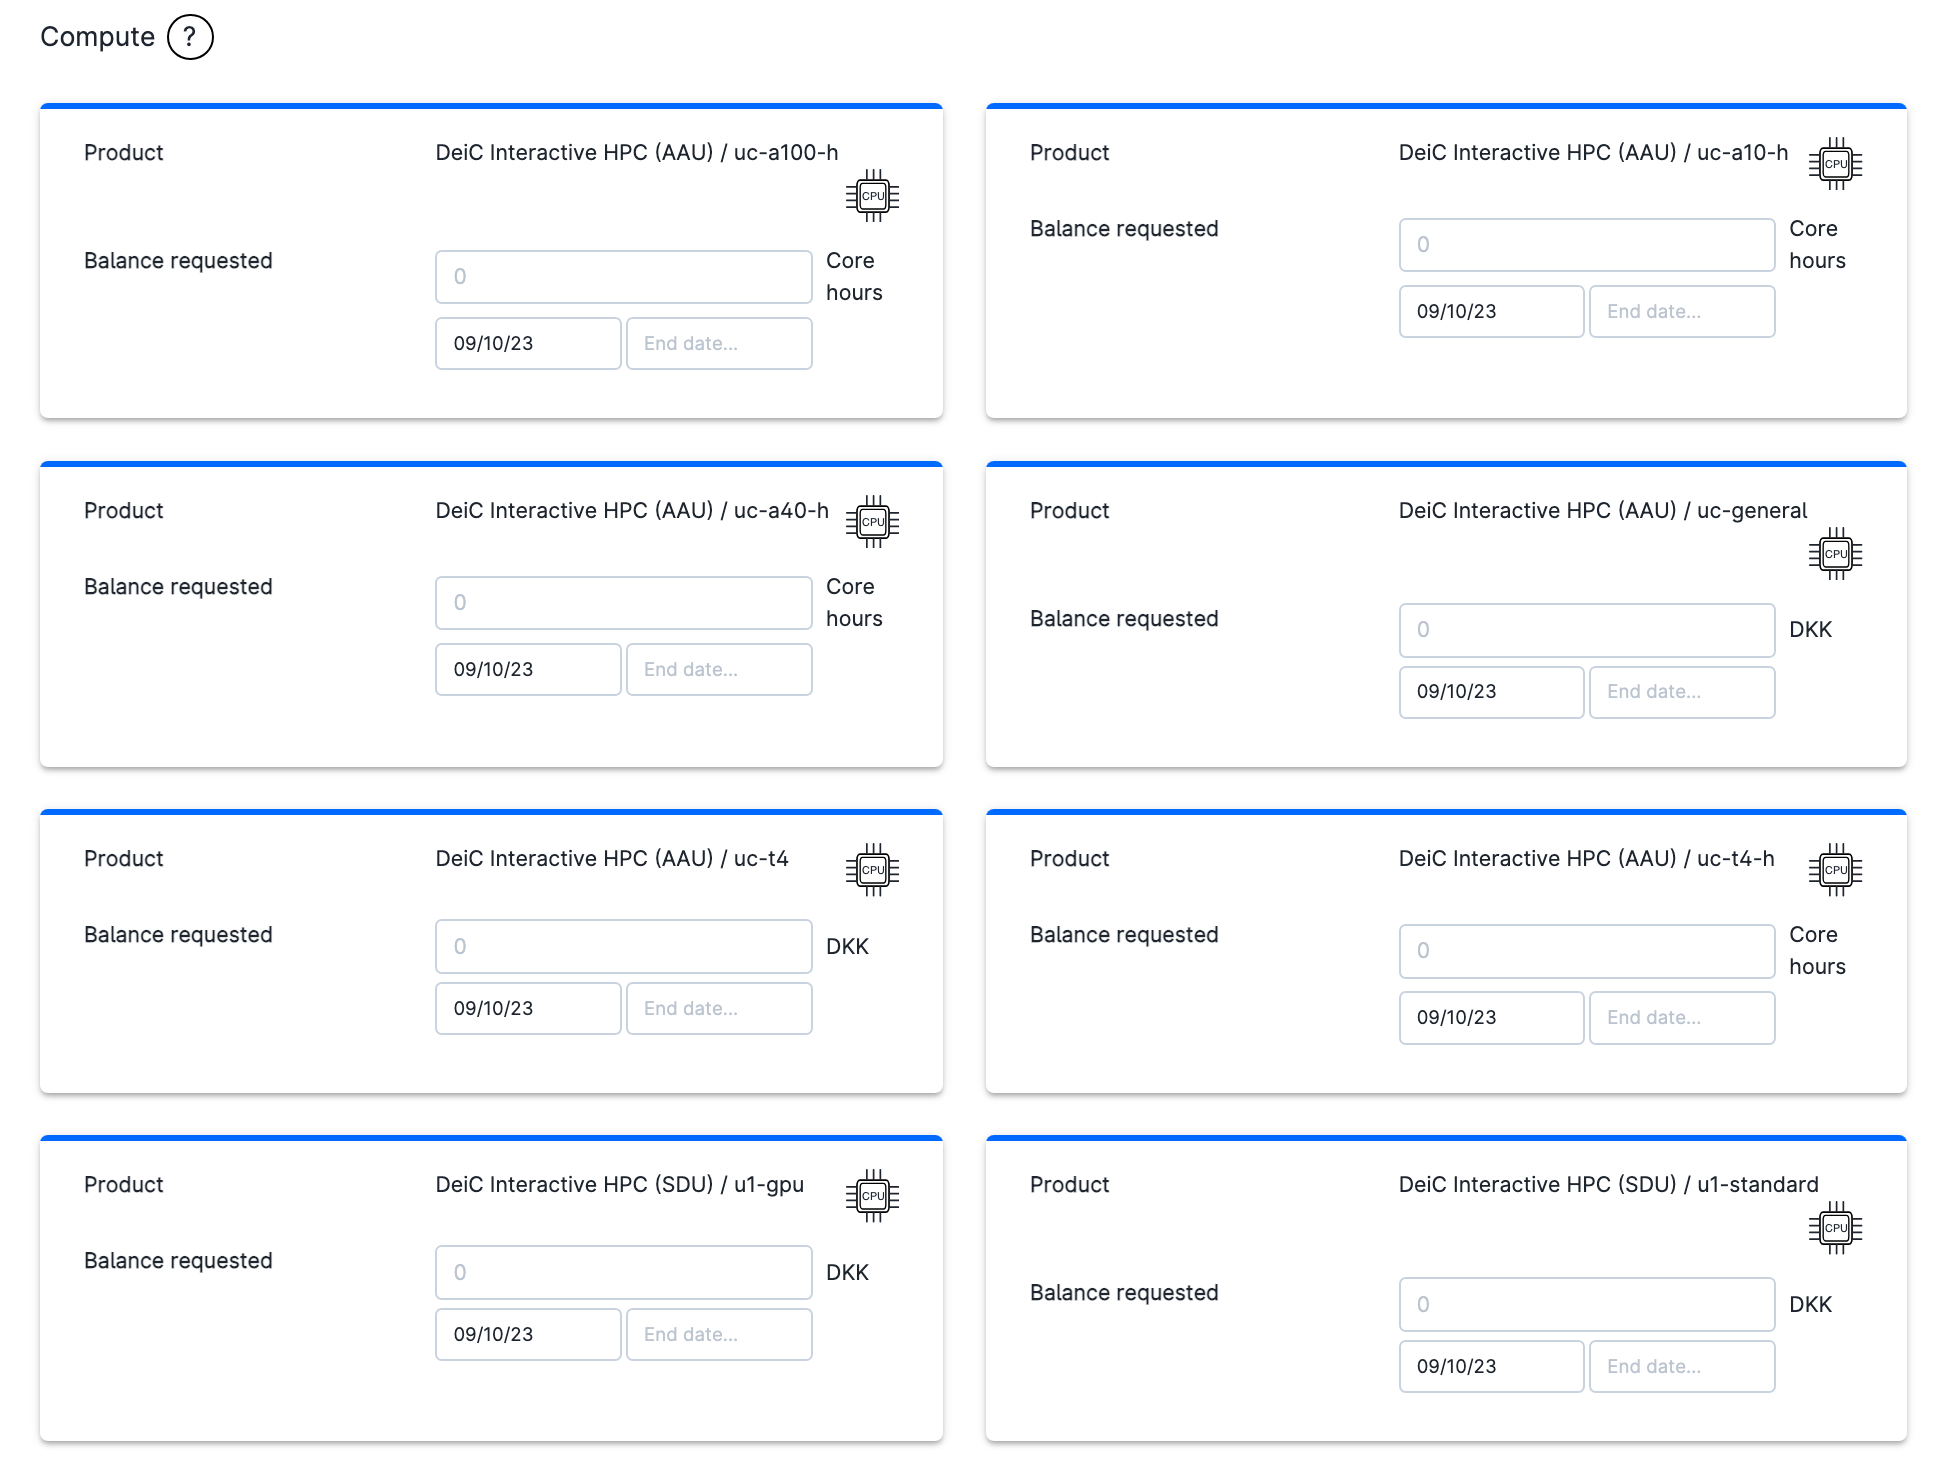 Compute ?
Product DeiC Interactive HPC (AAU) / uc-a100-h
CPU
Balance requested 0 Core hours
09/10/23 End date...
Product DeiC Interactive HPC (AAU) / uc-a10-h CPU
Balance requested 0 Core hours
09/10/23 End date...
Product DeiC Interactive HPC (AAU) / uc-a40-h CPU
Balance requested 0 Core hours
09/10/23 End date...
Product DeiC Interactive HPC (AAU) / uc-general
CPU
Balance requested 0 DKK
09/10/23 End date...
Product DeiC Interactive HPC (AAU) / uc-t4 CPU
Balance requested 0 DKK
09/10/23 End date...
Product DeiC Interactive HPC (AAU) / uc-t4-h CPU
Balance requested 0 Core hours
09/10/23 End date...
Product DeiC Interactive HPC (SDU) / u1-gpu CPU
Balance requested 0 DKK
09/10/23 End date...
Product DeiC Interactive HPC (SDU) / u1-standard
CPU
Balance requested 0 DKK
09/10/23 End date...